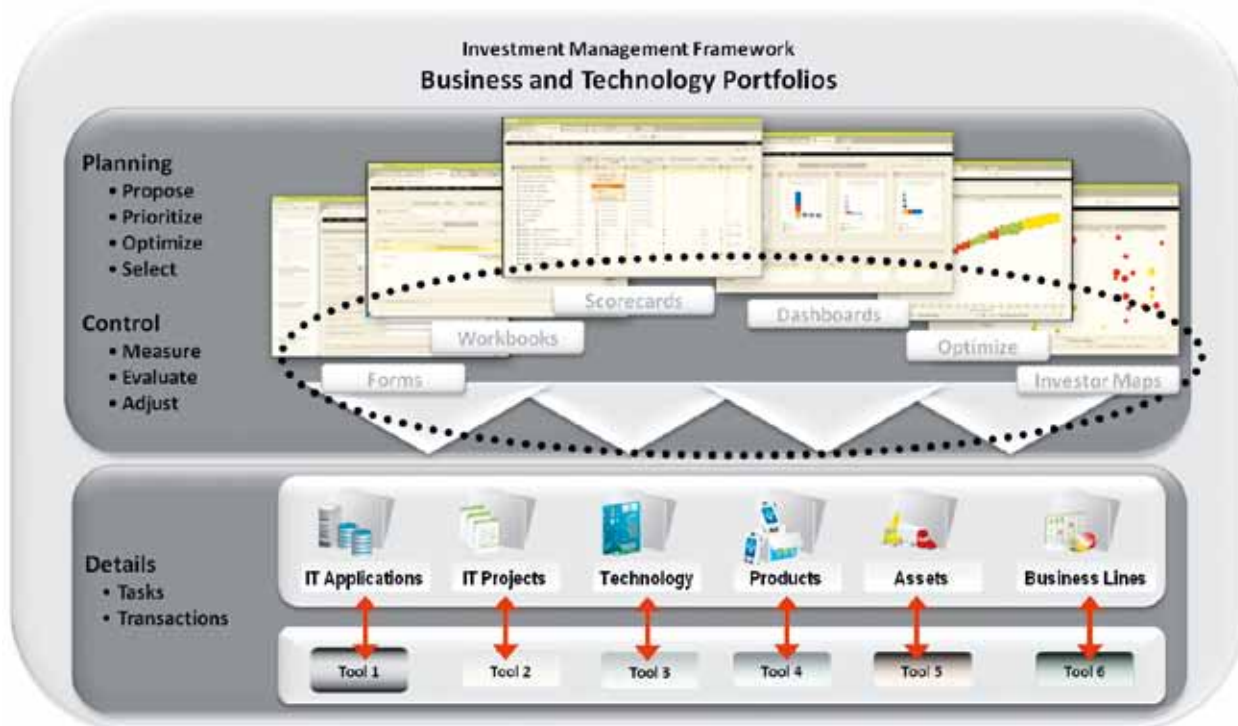 Investment Management Framework
Business and Technology Portfolios
Planning
• Propose
• Prioritize
• Optimize
• Select
Control
• Measure
• Evaluate
• Adjust
Scorecards
Dashboards
Workbooks
Optimize
Forms
Investor Maps
Details
• Tasks
• Transactions
IT Applications
IT Projects
Technology
Products
Assets
Business Lines
Tool 1
Tool 2
Tool 3
Tool 4
Tool 5
Tool 6